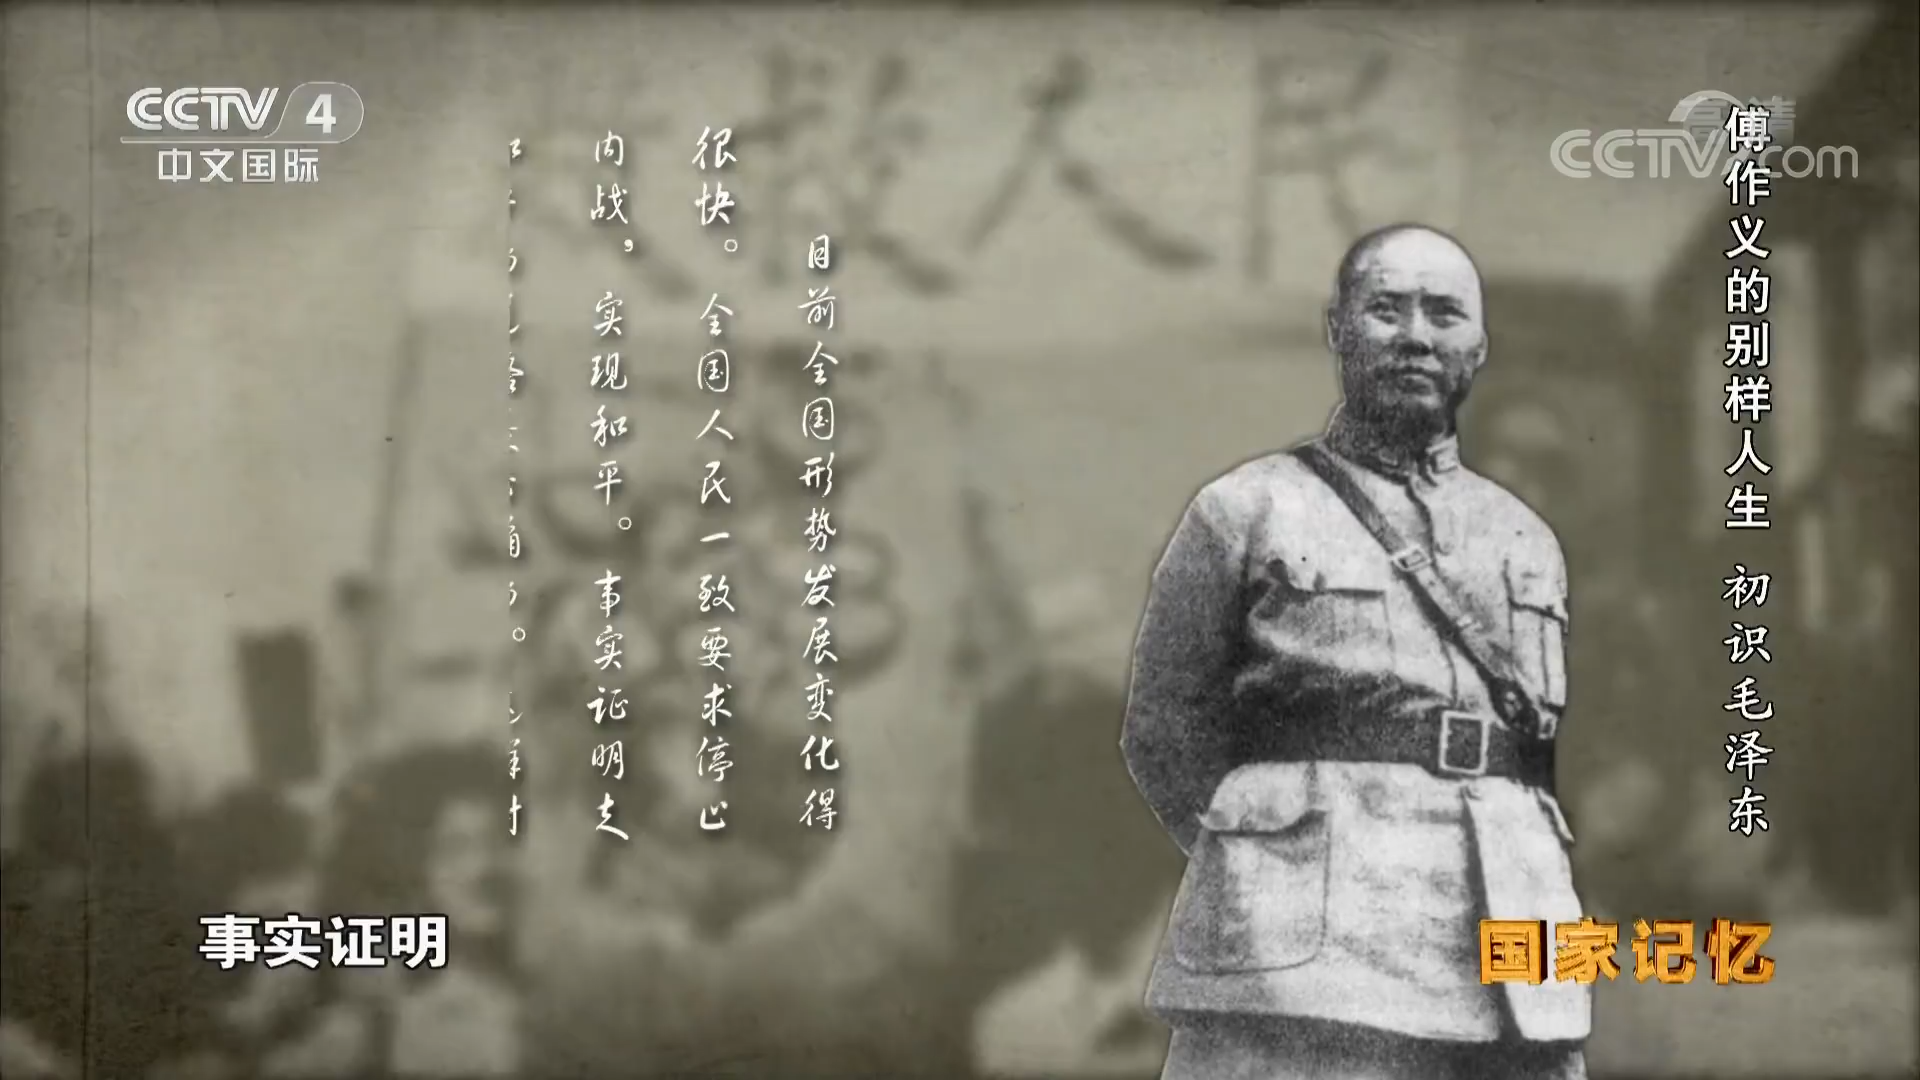 CCTV 4
中文国际
高清
CCTV.com
傅作义的别样人生 初识毛泽东
目前全国形势发展变化得
很快。全国人民一致要求停止
内战，实现和平。事实证明走
人民
事实证明
国家记忆